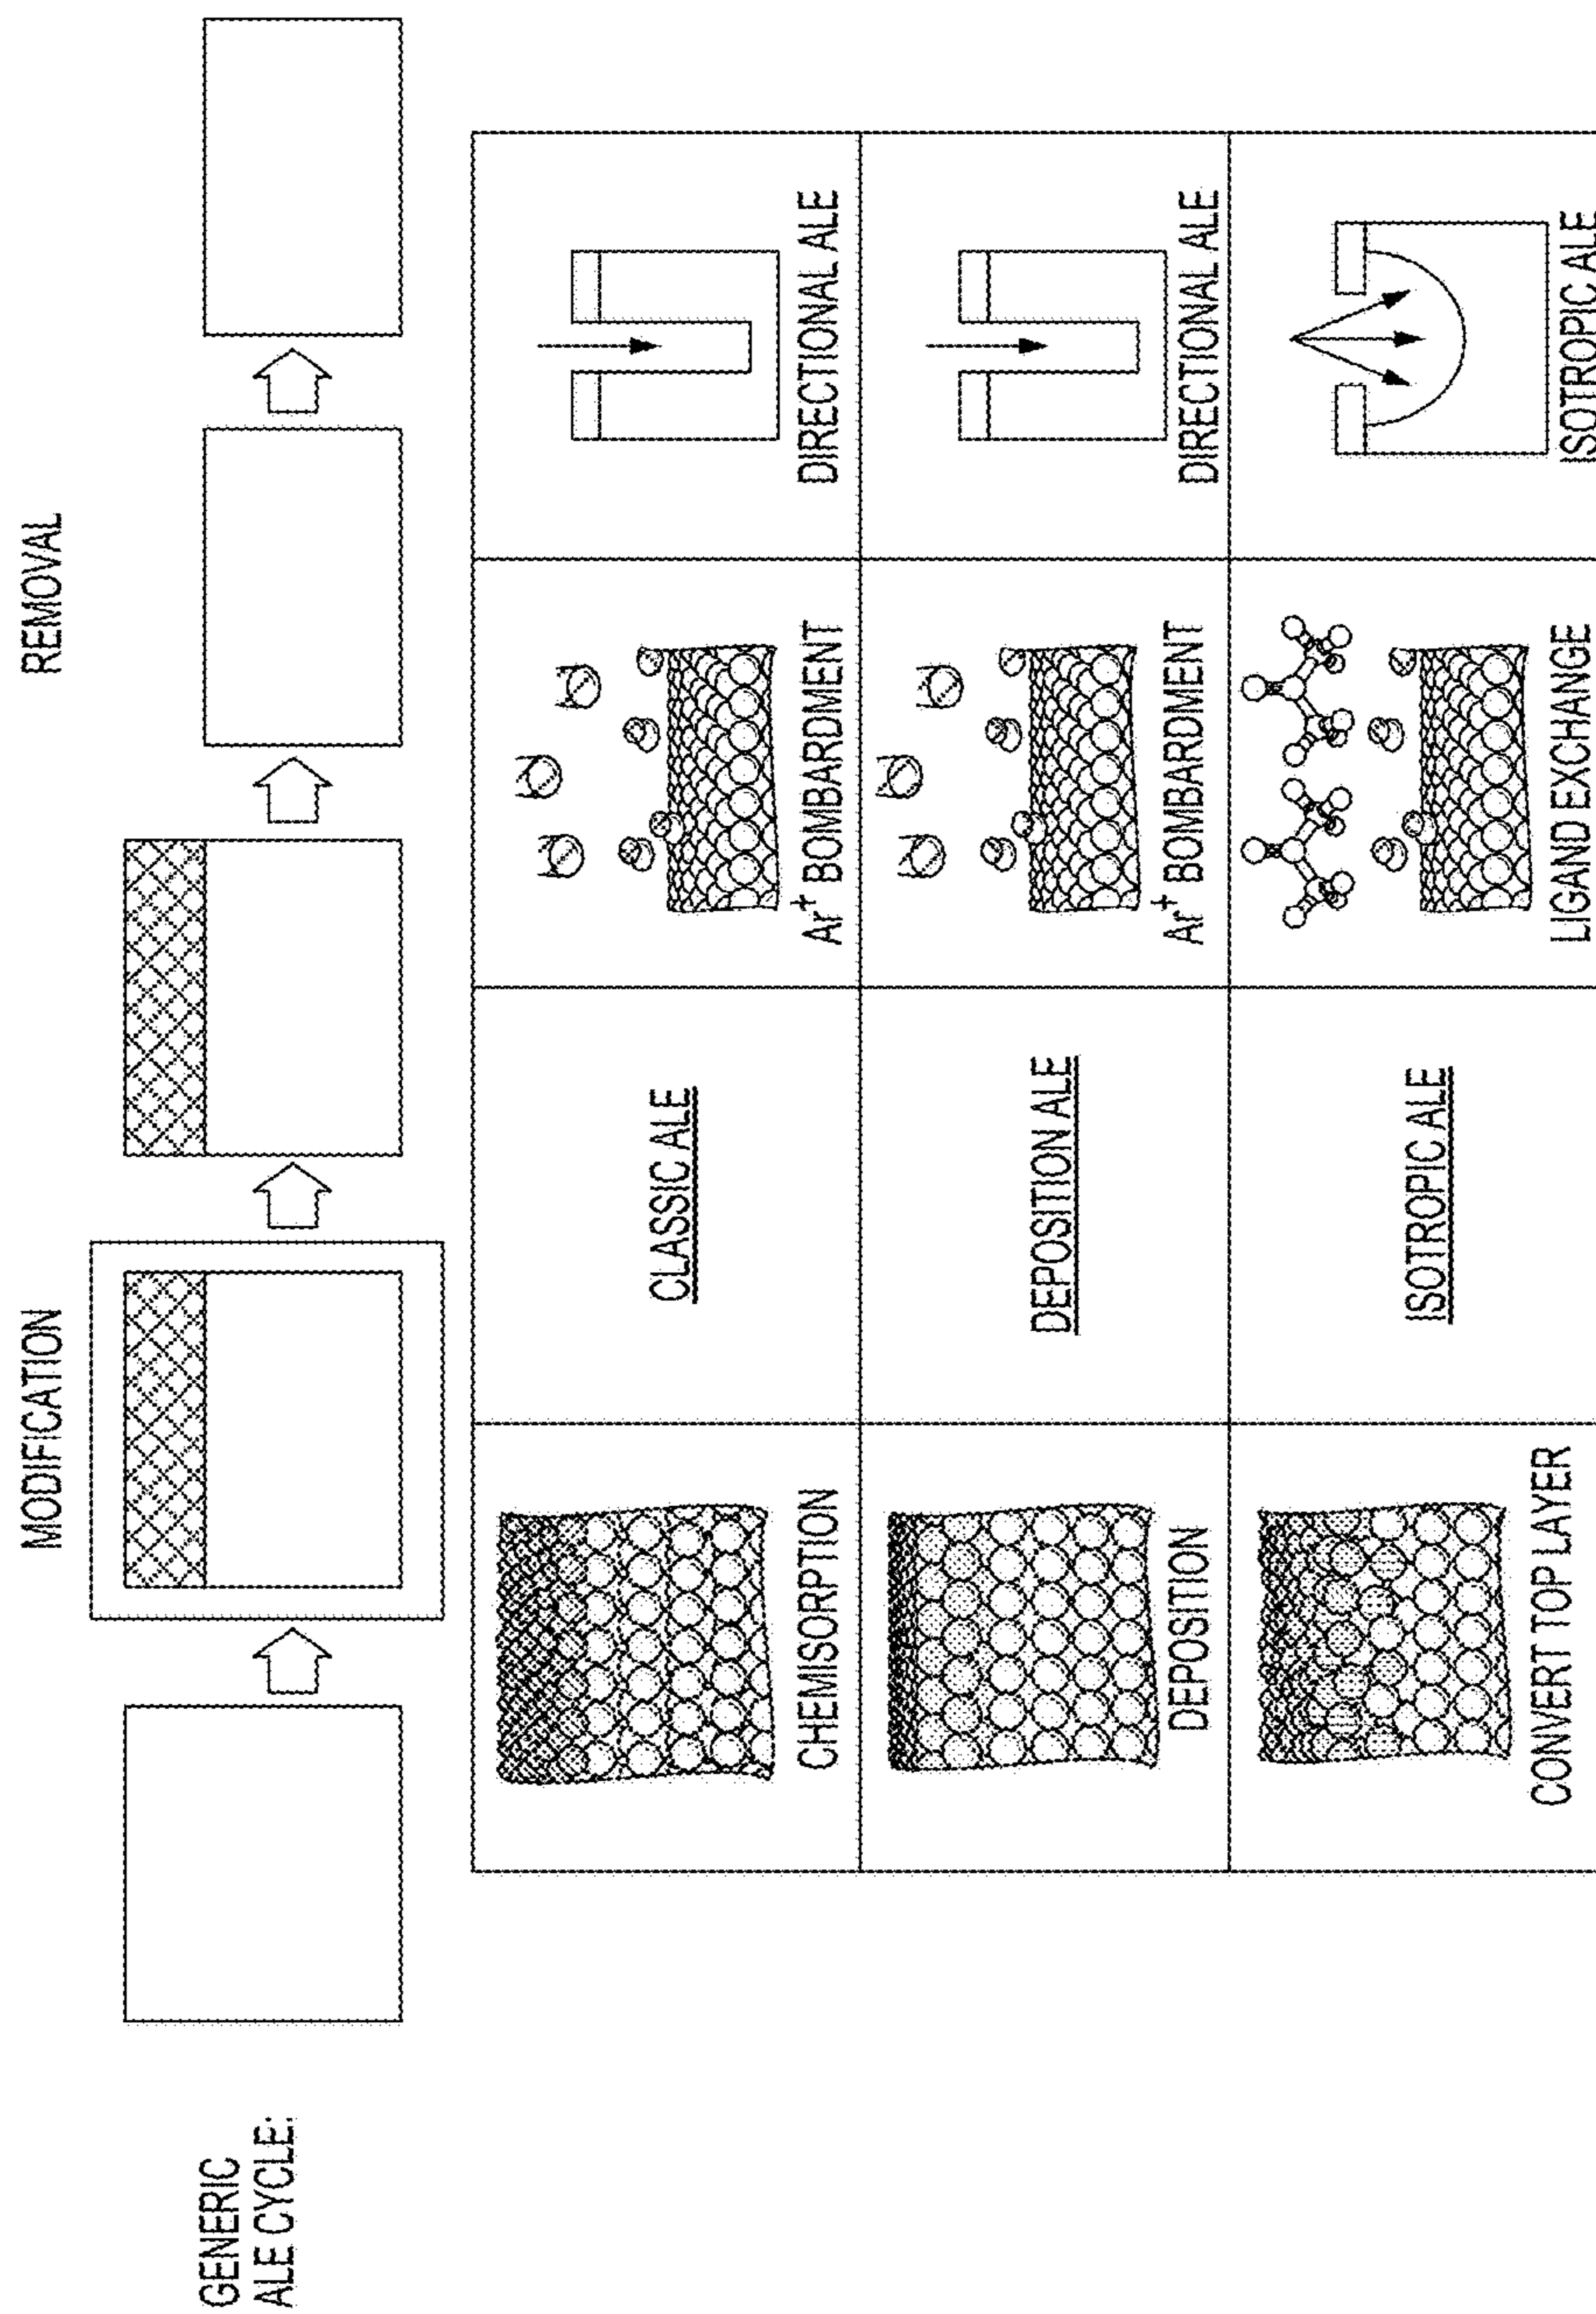 MODIFICATION
REMOVAL
GENERIC
ALE CYCLE:
CHEMISORPTION
CLASSIC ALE
Ar+ BOMBARDMENT
DIRECTIONAL ALE
DEPOSITION
DEPOSITION ALE
Ar+ BOMBARDMENT
DIRECTIONAL ALE
CONVERT TOP LAYER
ISOTROPIC ALE
LIGAND EXCHANGE
ISOTROPIC ALE